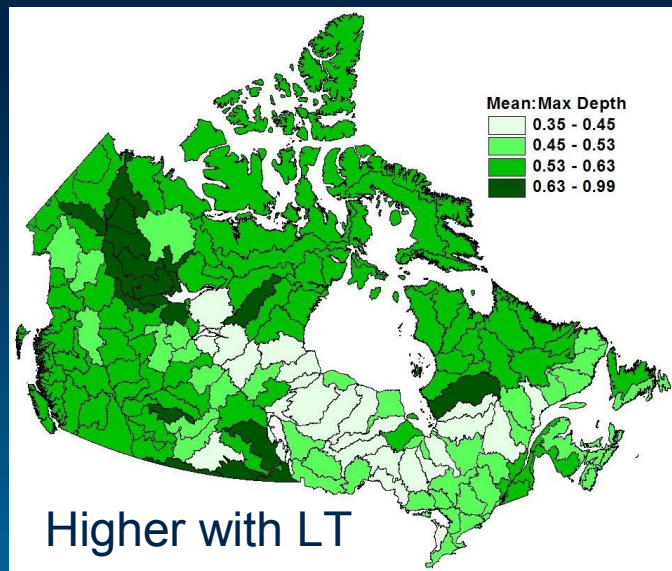 Mean:Max Depth
0.35 - 0.45
0.45 - 0.53
0.53 - 0.63
0.63 - 0.99
Higher with LT